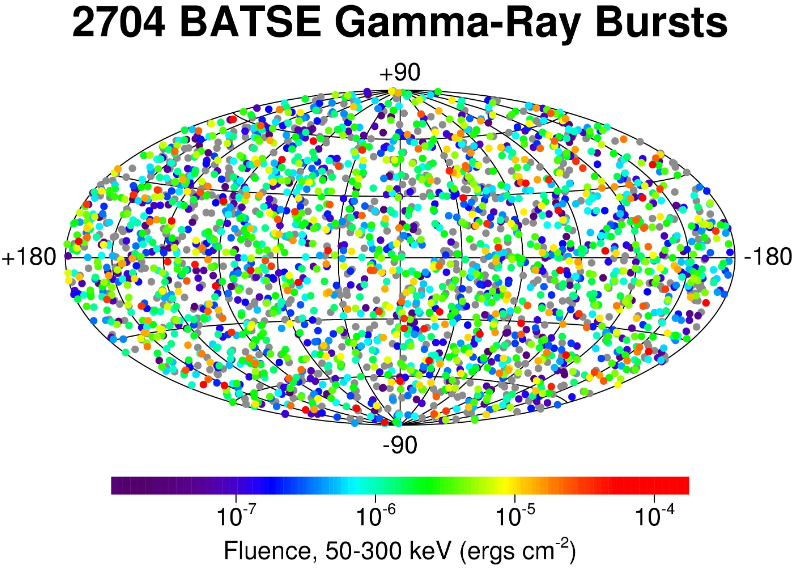 2704 BATSE Gamma-Ray Bursts
+90
+180
-180
-90
10⁻⁷ 10⁻⁶ 10⁻⁵ 10⁻⁴
Fluence, 50-300 keV (ergs cm⁻²)